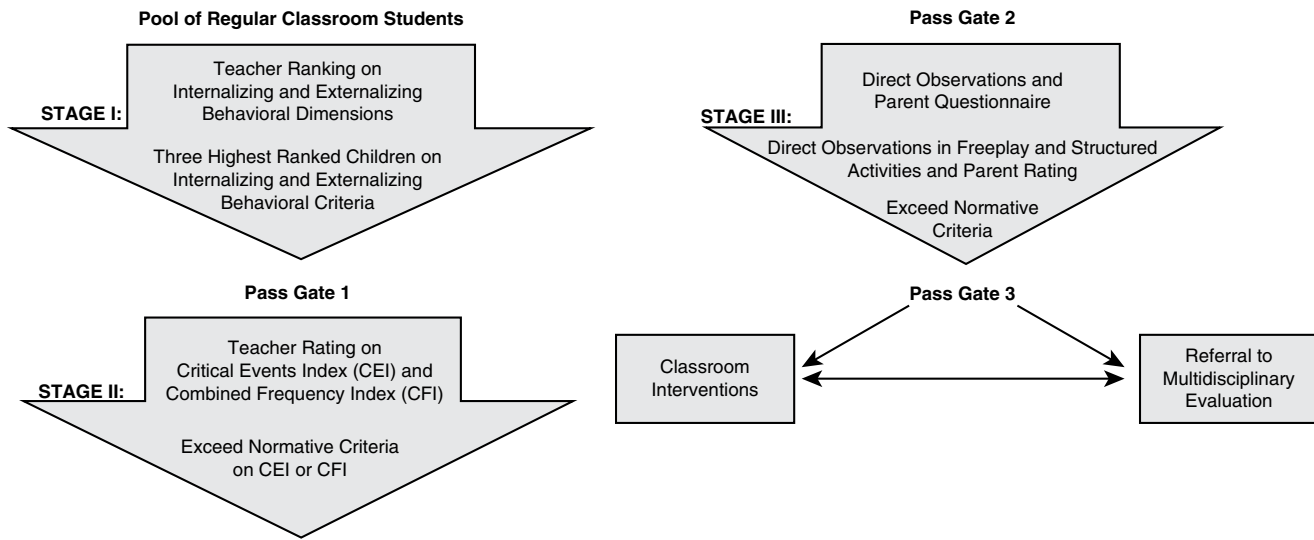 Pool of Regular Classroom Students
Teacher Ranking on
Internalizing and Externalizing
Behavioral Dimensions
STAGE I:
Three Highest Ranked Children on
Internalizing and Externalizing
Behavioral Criteria
Pass Gate 1
Teacher Rating on
Critical Events Index (CEI) and
Combined Frequency Index (CFI)
STAGE II:
Exceed Normative Criteria
on CEI or CFI
Pass Gate 2
Direct Observations and
Parent Questionnaire
STAGE III:
Direct Observations in Freeplay and Structured
Activities and Parent Rating
Exceed Normative
Criteria
Pass Gate 3
Classroom
Interventions
Referral to
Multidisciplinary
Evaluation